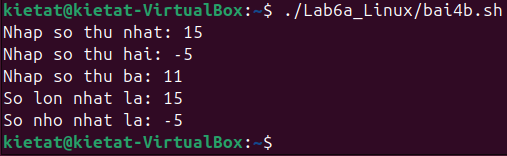 kietat@kietat-VirtualBox:~$ ./Lab6a_Linux/bai4b.sh
Nhap so thu nhat: 15
Nhap so thu hai: -5
Nhap so thu ba: 11
So lon nhat la: 15
So nho nhat la: -5
kietat@kietat-VirtualBox:~$